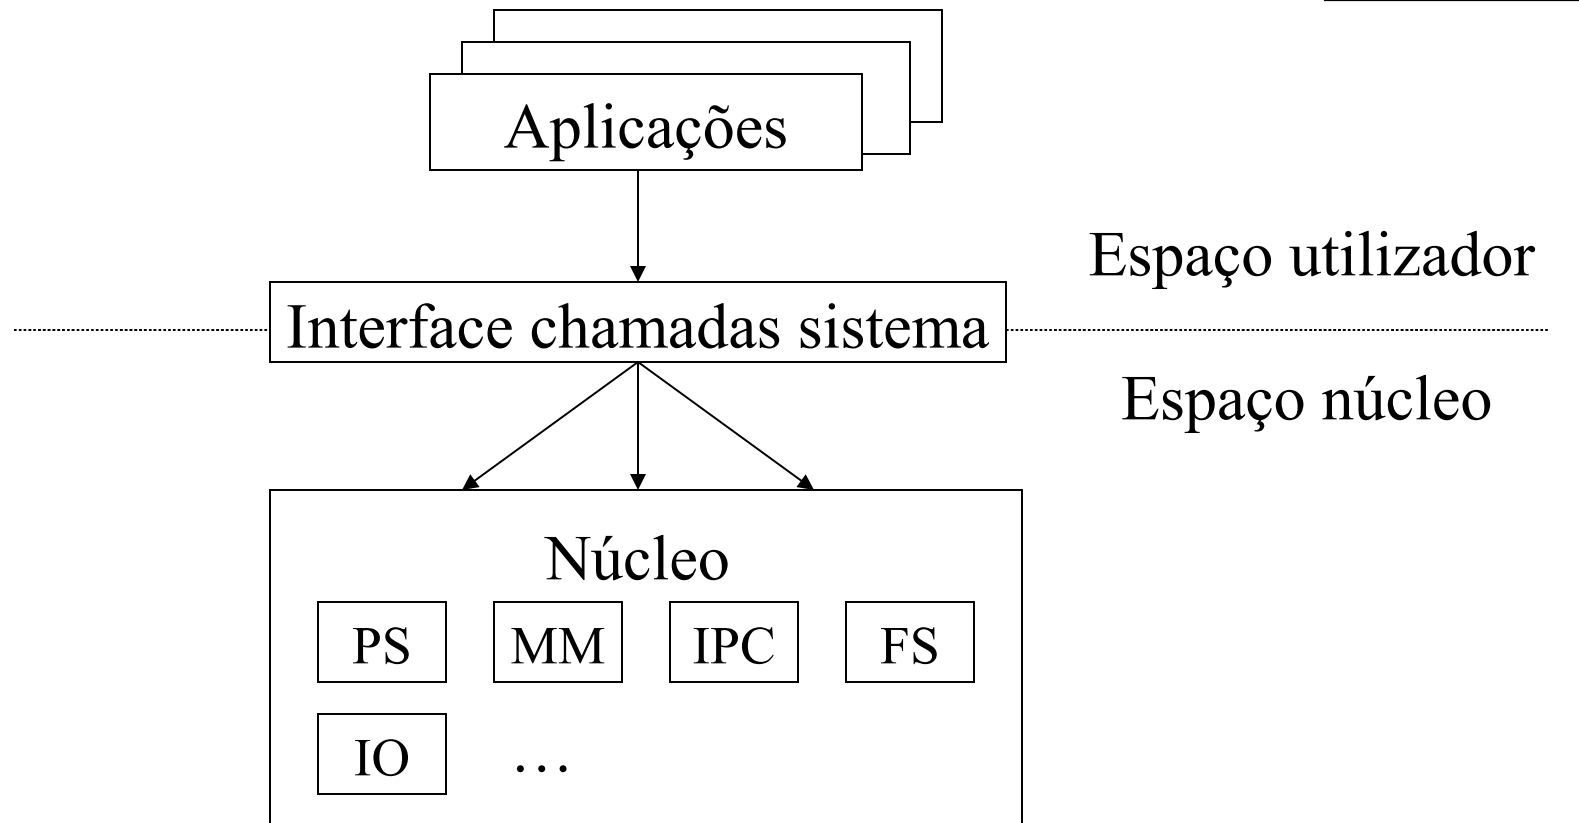 Aplicações
Espaço utilizador
Interface chamadas sistema
Espaço núcleo
Núcleo
PS MM IPC FS
IO …